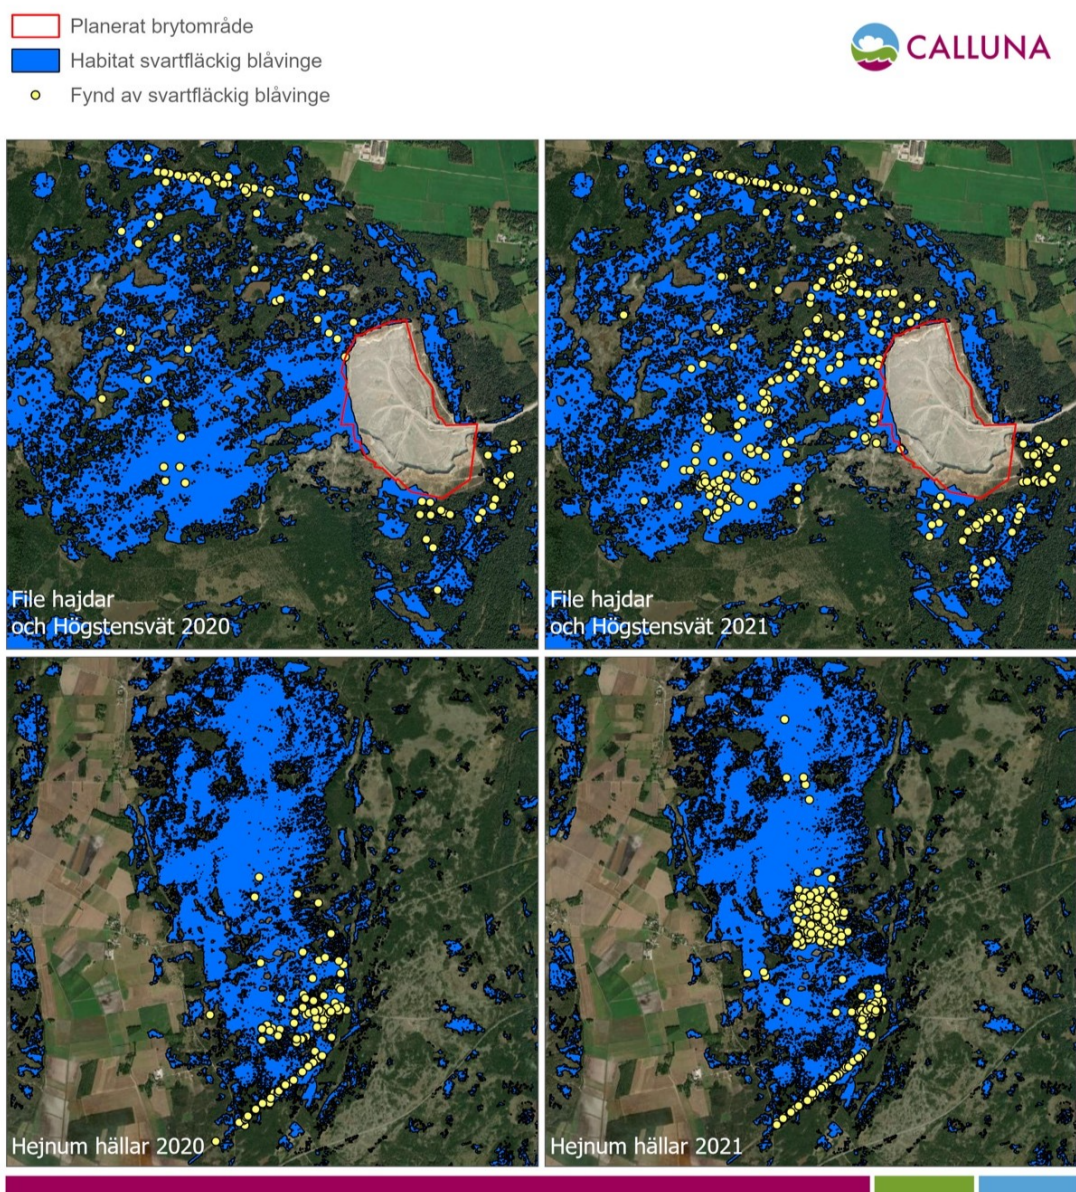 Planerat brytområde
Habitat svartfläckig blåvinge
Fynd av svartfläckig blåvinge
CALLUNA
File hajdar
och Högstensvät 2020
File hajdar
och Högstensvät 2021
Hejnum hällar 2020
Hejnum hällar 2021